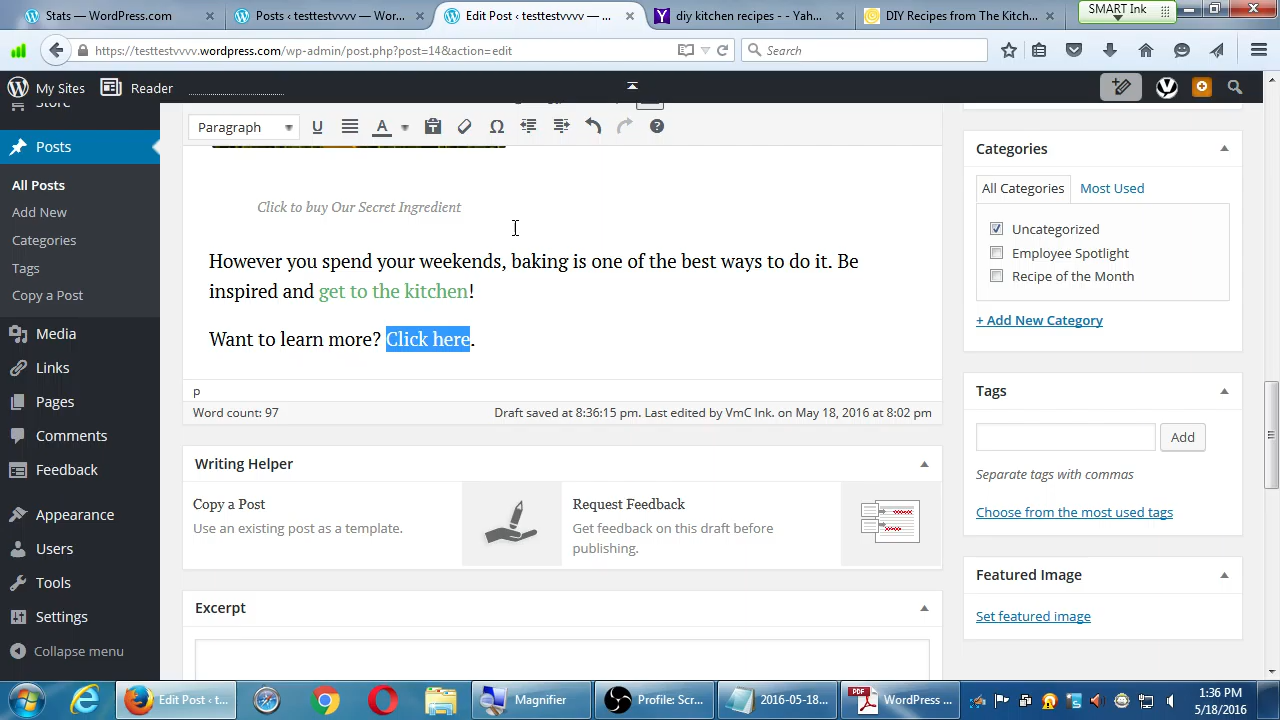 Stats — WordPress.com
Posts ‹ testtestvvvv — Wor...
Edit Post ‹ testtestvvvv — ...
diy kitchen recipes - - Yah...
DIY Recipes from The Kitch...
SMART Ink
https://testtestvvvv.wordpress.com/wp-admin/post.php?post=14&action=edit
Search
My Sites
Reader
Store
Posts
All Posts
Add New
Categories
Tags
Copy a Post
Media
Links
Pages
Comments
Feedback
Appearance
Users
Tools
Settings
Collapse menu
Paragraph
Click to buy Our Secret Ingredient
However you spend your weekends, baking is one of the best ways to do it. Be
inspired and get to the kitchen!
Want to learn more? Click here.
p
Word count: 97
Draft saved at 8:36:15 pm. Last edited by VmC Ink. on May 18, 2016 at 8:02 pm
Writing Helper
Copy a Post
Use an existing post as a template.
Request Feedback
Get feedback on this draft before
publishing.
Excerpt
Categories
All Categories
Most Used
Uncategorized
Employee Spotlight
Recipe of the Month
+ Add New Category
Tags
Add
Separate tags with commas
Choose from the most used tags
Featured Image
Set featured image
Edit Post ‹ t...
Magnifier
Profile: Scr...
2016-05-18...
PDF
WordPress ...
1:36 PM
5/18/2016